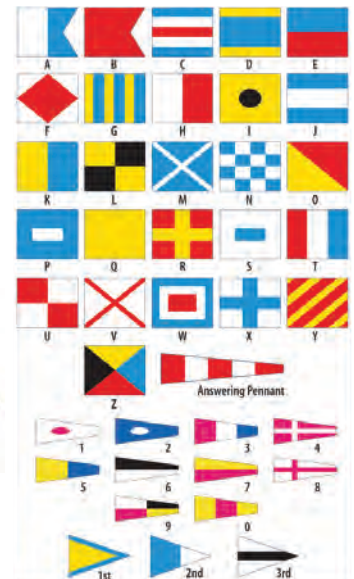 A B C D E
F G H I J
K L M N O
P Q R S T
U V W X Y
Z Answering Pennant
1 2 3 4
5 6 7 8
9 0
1st 2nd 3rd